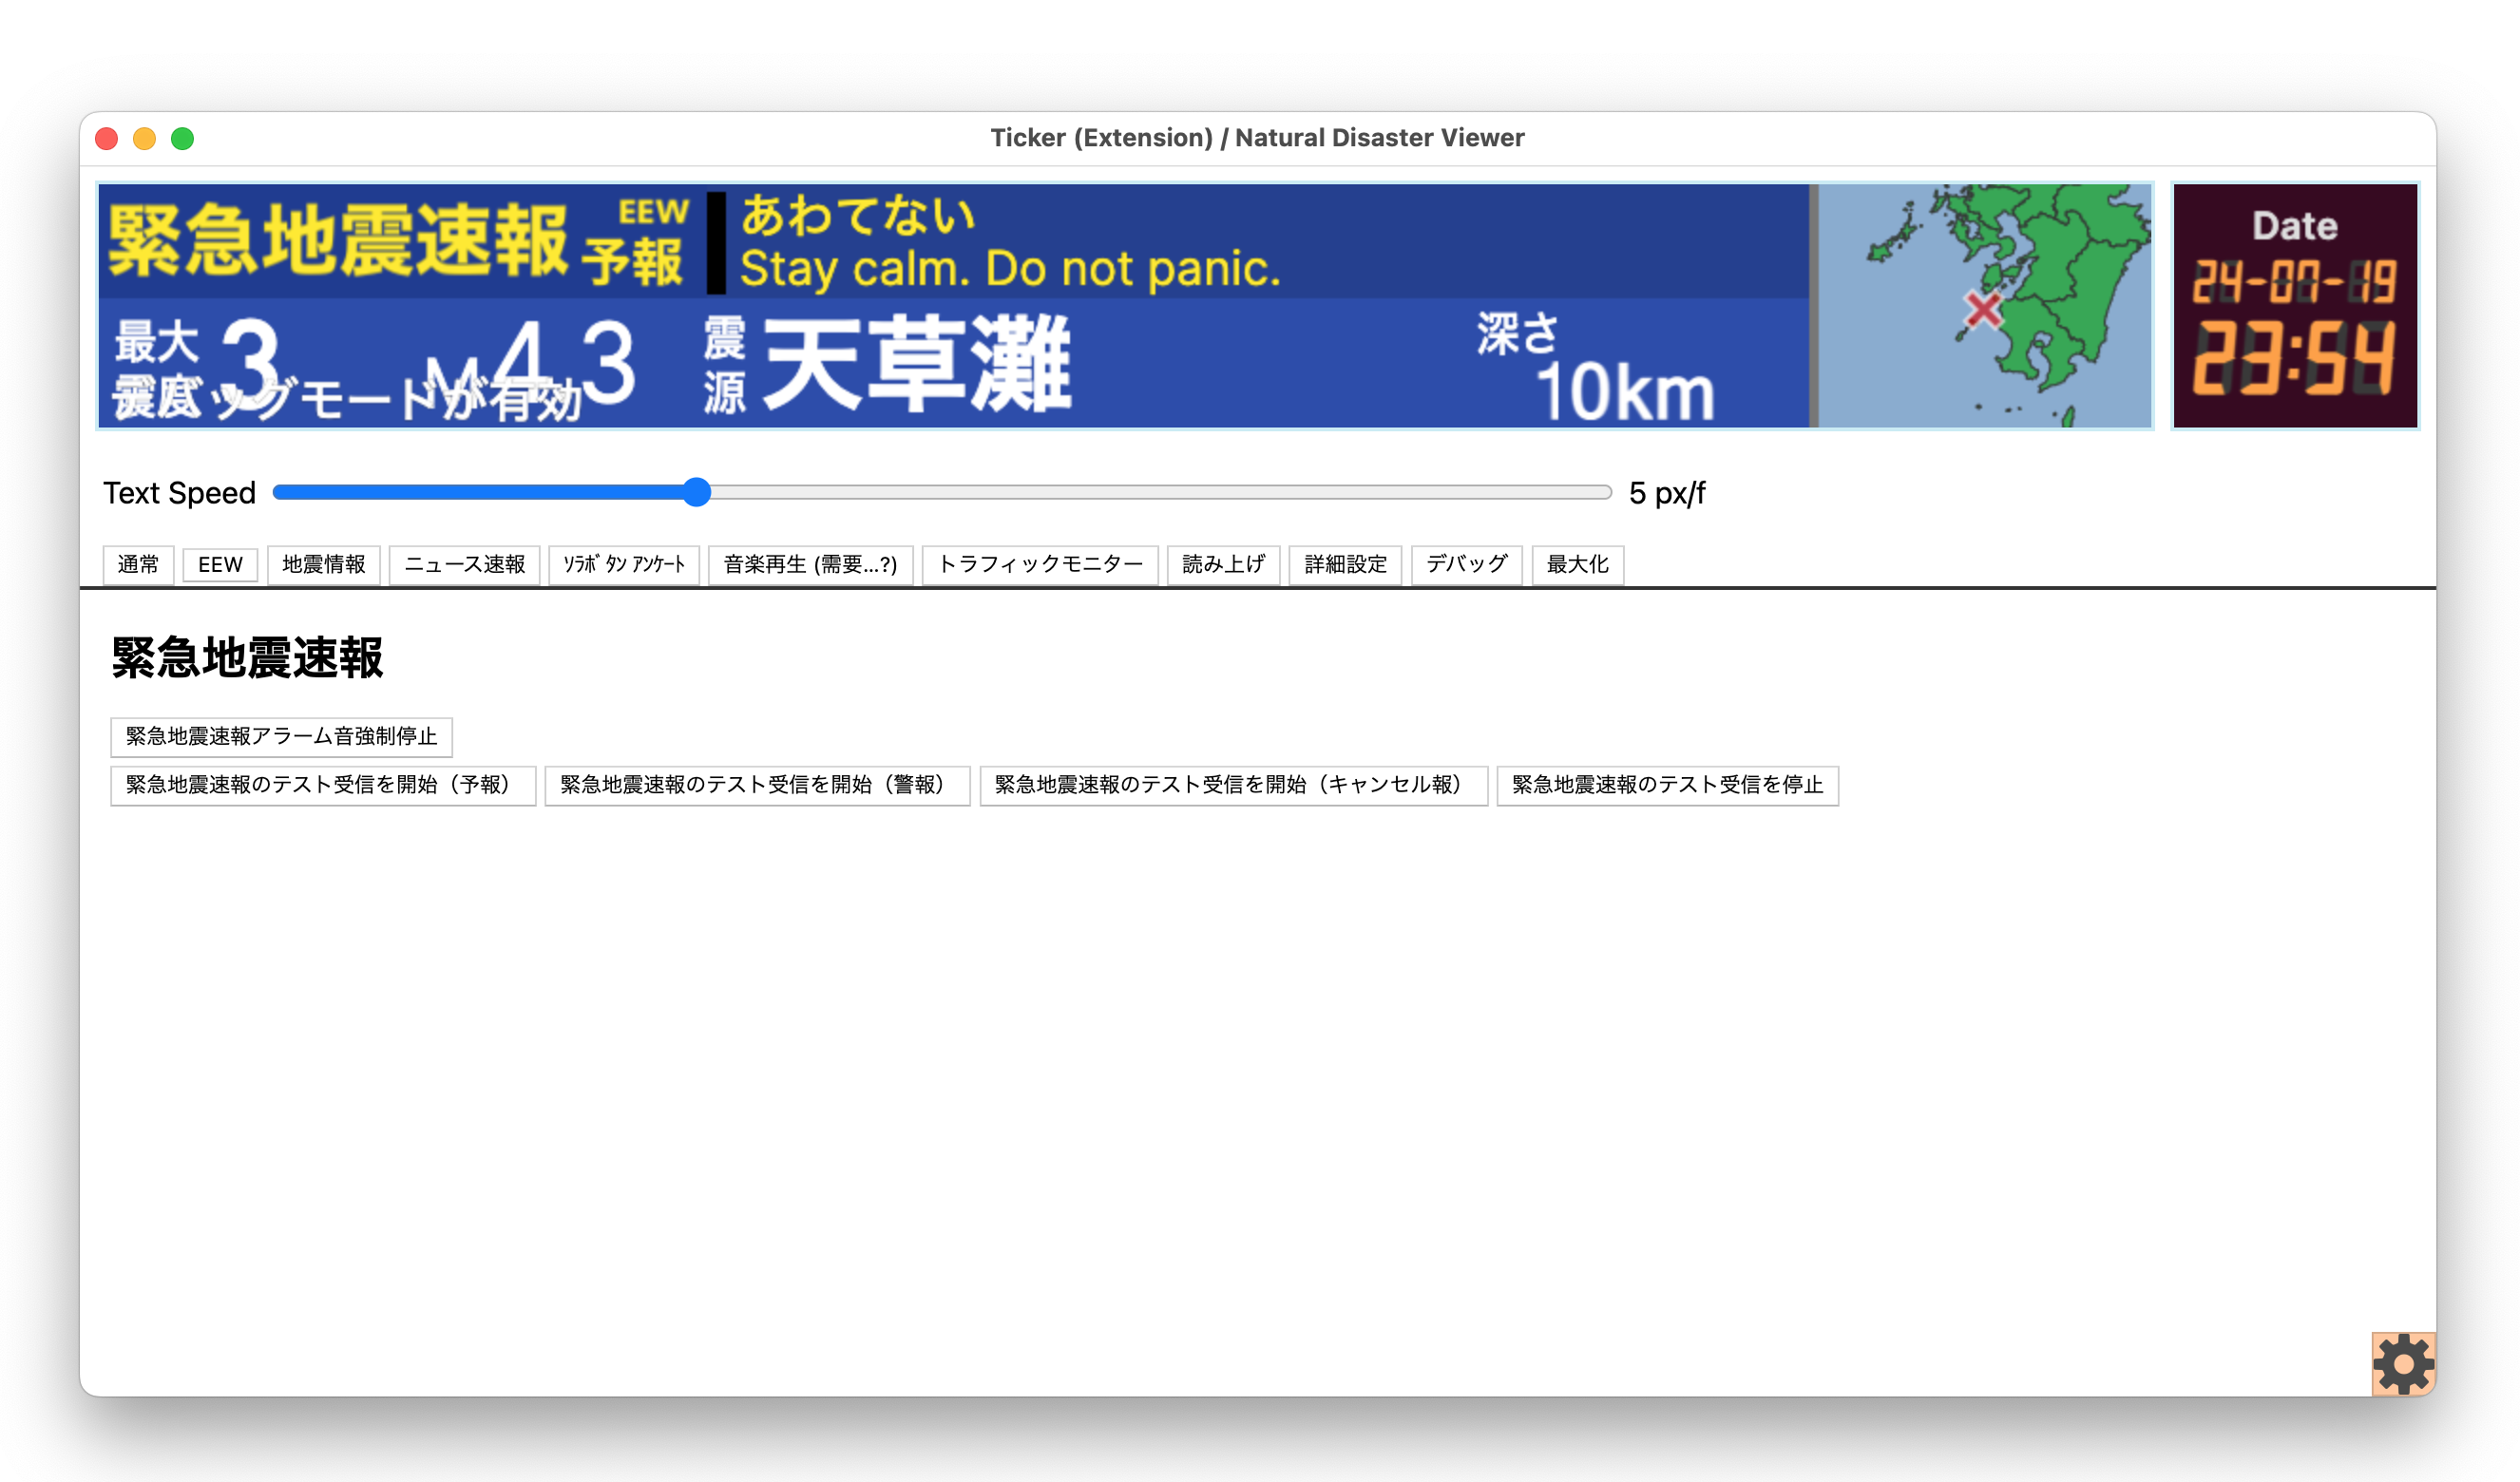 Ticker (Extension) / Natural Disaster Viewer
緊急地震速報 EEW 予報
あわてない
Stay calm. Do not panic.
最大震度 3 M4.3 震源 天草灘 深さ 10km
デバッグモードが有効
Date
24-07-19
23:54
Text Speed 5 px/f
通常 EEW 地震情報 ニュース速報 ｿﾗﾎﾞﾀﾝ ｱﾝｹｰﾄ 音楽再生 (需要...?) トラフィックモニター 読み上げ 詳細設定 デバッグ 最大化
緊急地震速報
緊急地震速報アラーム音強制停止
緊急地震速報のテスト受信を開始（予報） 緊急地震速報のテスト受信を開始（警報） 緊急地震速報のテスト受信を開始（キャンセル報） 緊急地震速報のテスト受信を停止